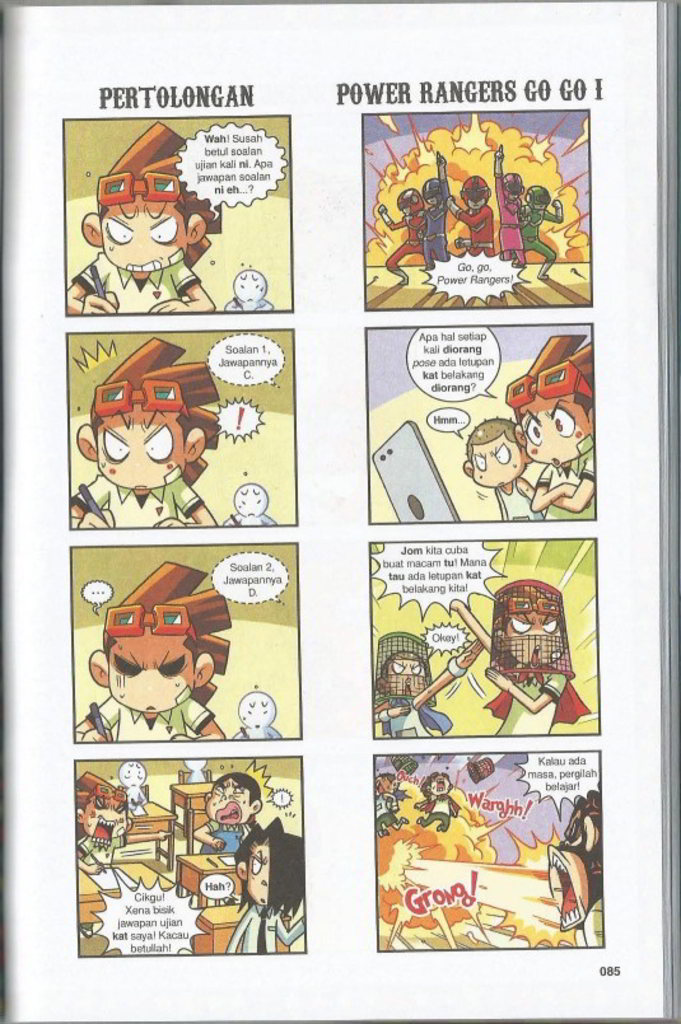 PERTOLONGAN
Wah! Susah
betul soalan
ujian kali ni. Apa
jawapan soalan
ni eh...?
Soalan 1,
Jawapannya
C.
!
...
Soalan 2,
Jawapannya
D.
!
Hah?
Cikgu!
Xena bisik
jawapan ujian
kat saya! Kacau
betullah!
POWER RANGERS GO GO I
Go, go,
Power Rangers!
Apa hal setiap
kali diorang
pose ada letupan
kat belakang
diorang?
Hmm...
Jom kita cuba
buat macam tu! Mana
tau ada letupan kat
belakang kita!
Okey!
Kalau ada
masa, pergilah
belajar!
Ouch!
Warghh!
Grong!
085